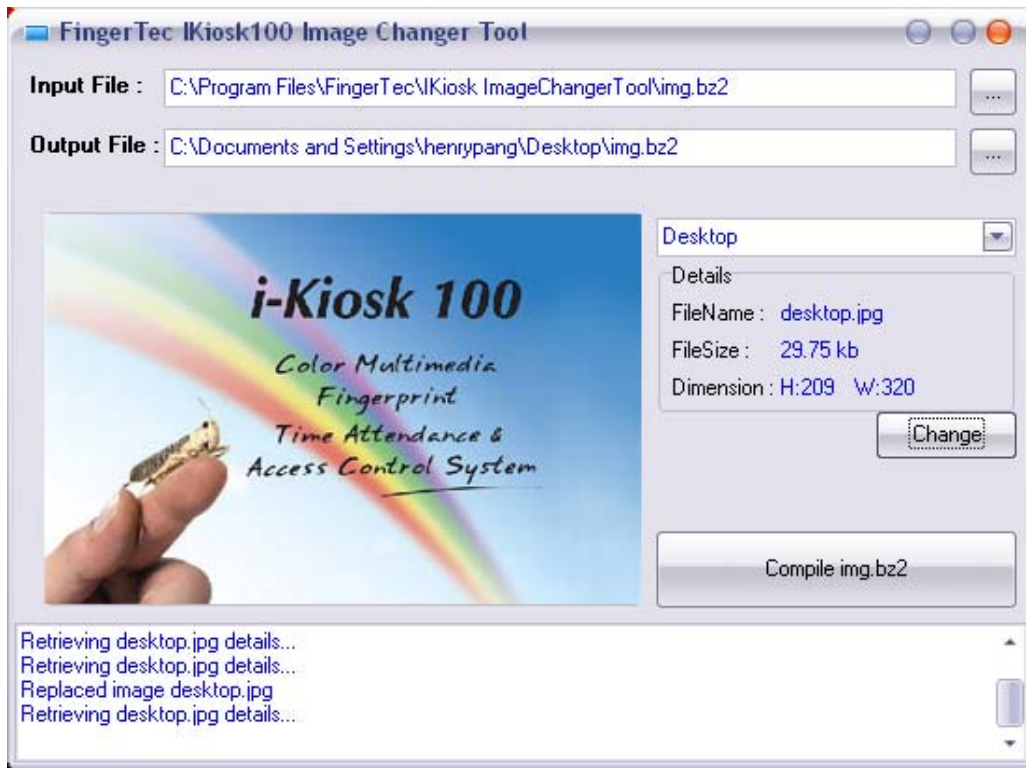 FingerTec IKiosk100 Image Changer Tool
Input File : C:\Program Files\FingerTec\IKiosk ImageChangerTool\img.bz2 ...
Output File : C:\Documents and Settings\henrypang\Desktop\img.bz2 ...
i-Kiosk 100
Color Multimedia
Fingerprint
Time Attendance &
Access Control System
Desktop
Details
FileName : desktop.jpg
FileSize : 29.75 kb
Dimension : H:209 W:320
Change
Compile img.bz2
Retrieving desktop.jpg details...
Retrieving desktop.jpg details...
Replaced image desktop.jpg
Retrieving desktop.jpg details...